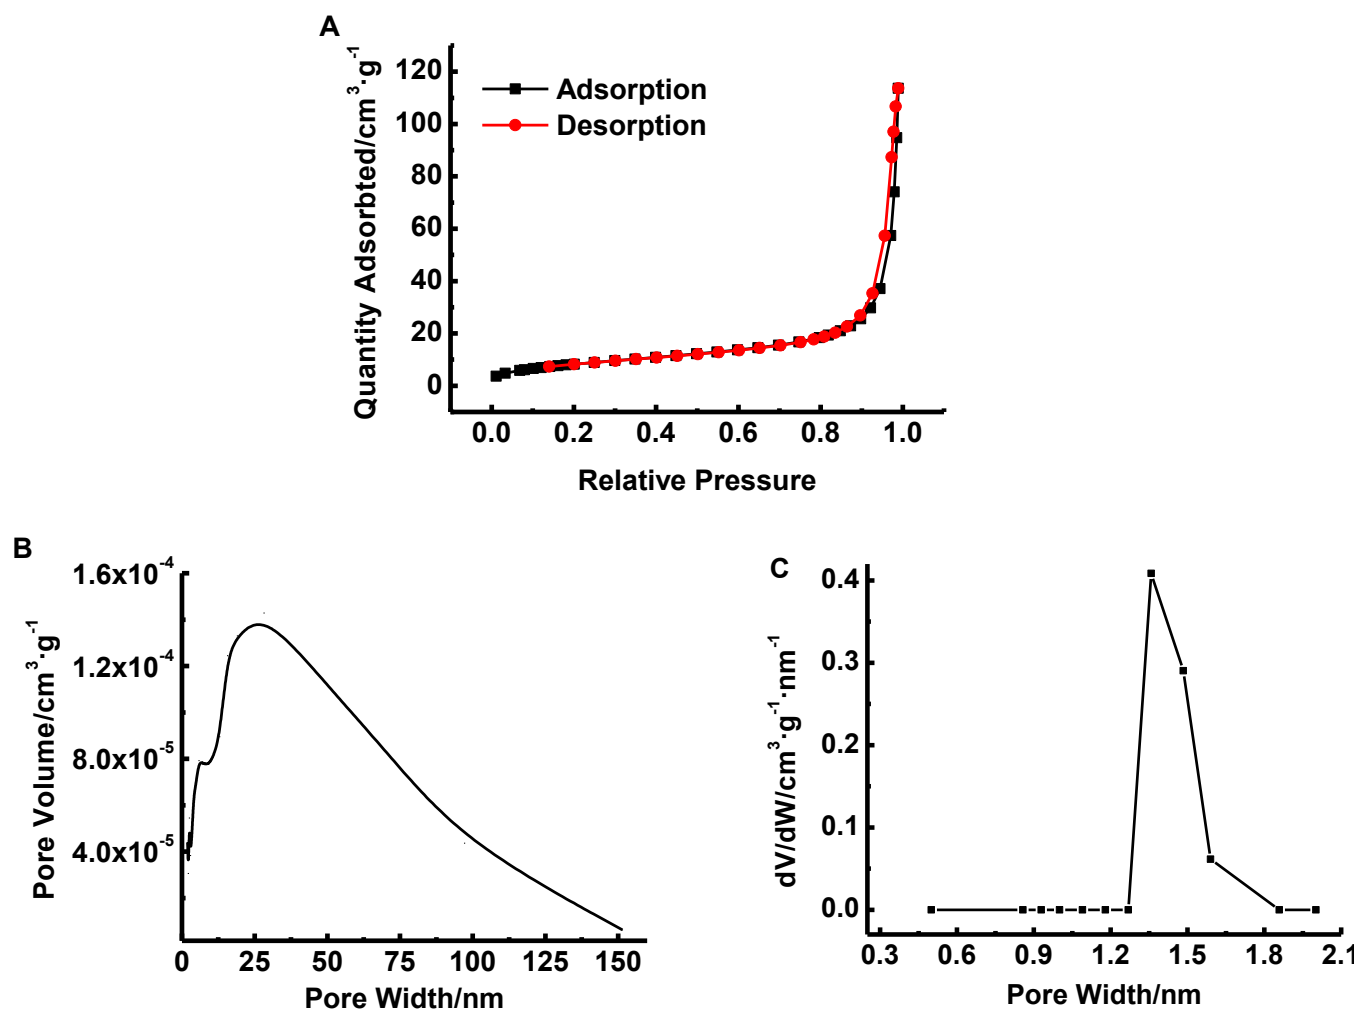 A
Quantity Adsorbted/cm³·g⁻¹
120
100
80
60
40
20
0
Adsorption
Desorption
0.0 0.2 0.4 0.6 0.8 1.0
Relative Pressure
B
Pore Volume/cm³·g⁻¹
1.6x10⁻⁴
1.2x10⁻⁴
8.0x10⁻⁵
4.0x10⁻⁵
0 25 50 75 100 125 150
Pore Width/nm
C
dV/dW/cm³·g⁻¹·nm⁻¹
0.4
0.3
0.2
0.1
0.0
0.3 0.6 0.9 1.2 1.5 1.8 2.1
Pore Width/nm